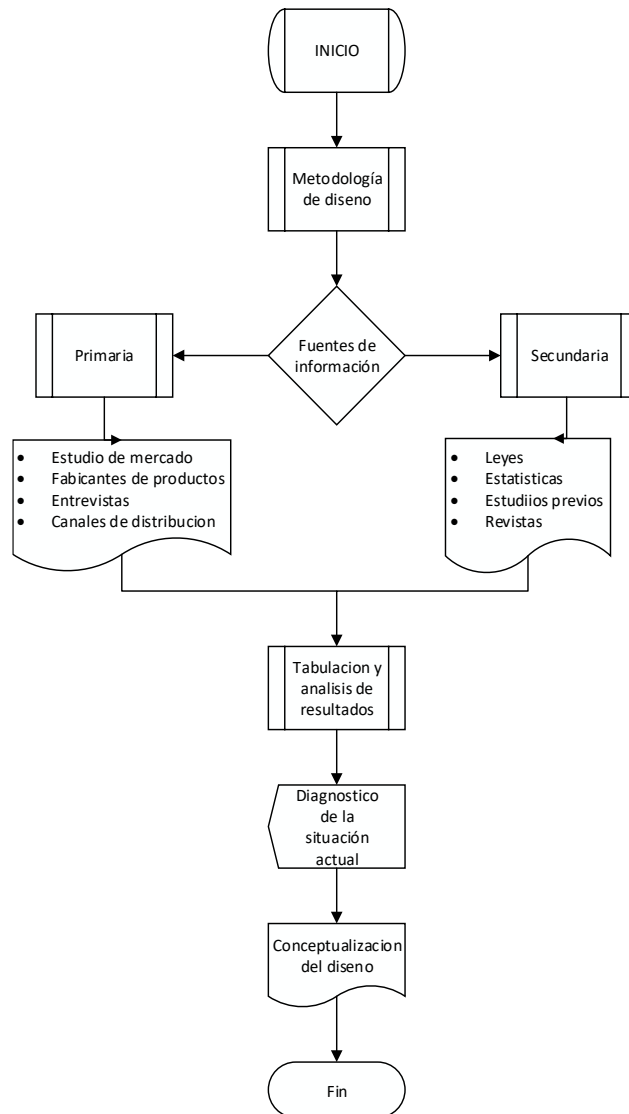 INICIO
Metodología
de diseno
Fuentes de
información
Primaria
Secundaria
• Estudio de mercado
• Fabicantes de productos
• Entrevistas
• Canales de distribucion
• Leyes
• Estatisticas
• Estudiios previos
• Revistas
Tabulacion y
analisis de
resultados
Diagnostico
de la
situación
actual
Conceptualizacion
del diseno
Fin